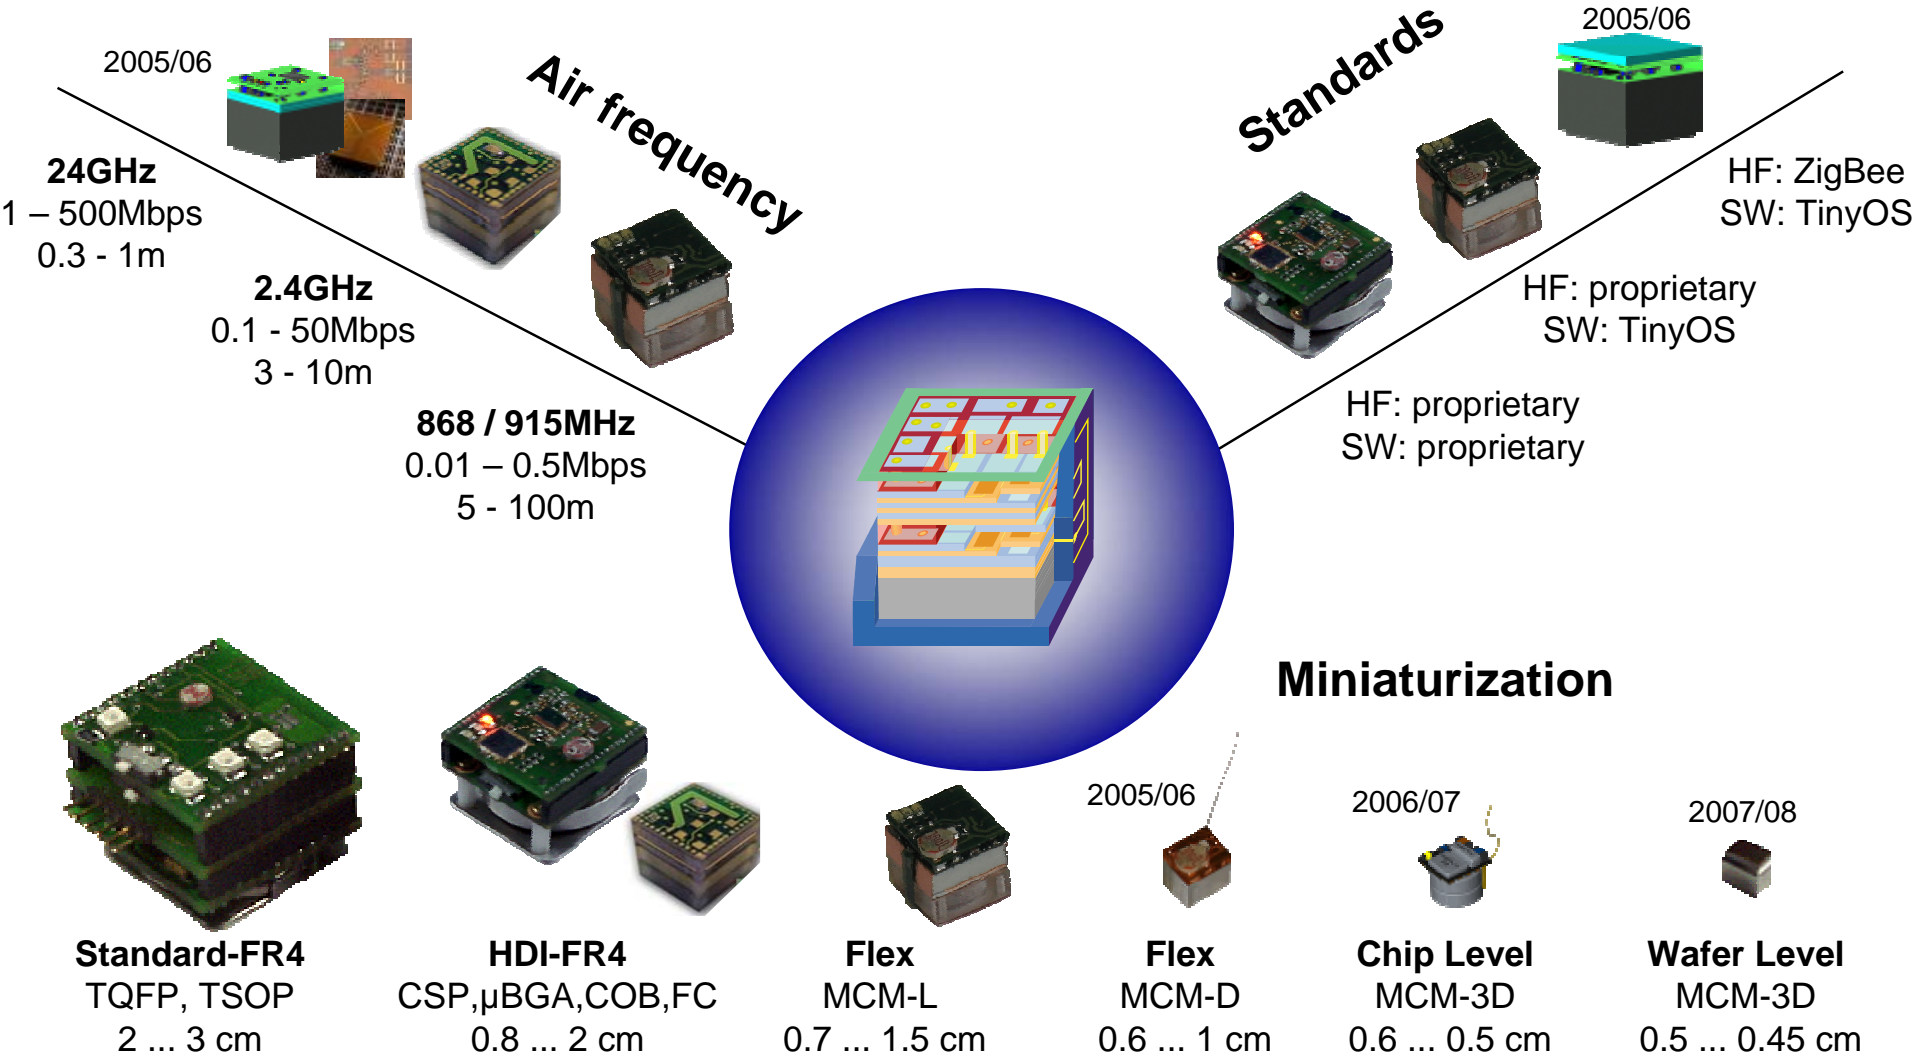 2005/06
Air frequency
24GHz
1 – 500Mbps
0.3 - 1m
2.4GHz
0.1 - 50Mbps
3 - 10m
868 / 915MHz
0.01 – 0.5Mbps
5 - 100m
Standards
2005/06
HF: ZigBee
SW: TinyOS
HF: proprietary
SW: TinyOS
HF: proprietary
SW: proprietary
Miniaturization
Standard-FR4
TQFP, TSOP
2 ... 3 cm
HDI-FR4
CSP,µBGA,COB,FC
0.8 ... 2 cm
Flex
MCM-L
0.7 ... 1.5 cm
2005/06
Flex
MCM-D
0.6 ... 1 cm
2006/07
Chip Level
MCM-3D
0.6 ... 0.5 cm
2007/08
Wafer Level
MCM-3D
0.5 ... 0.45 cm